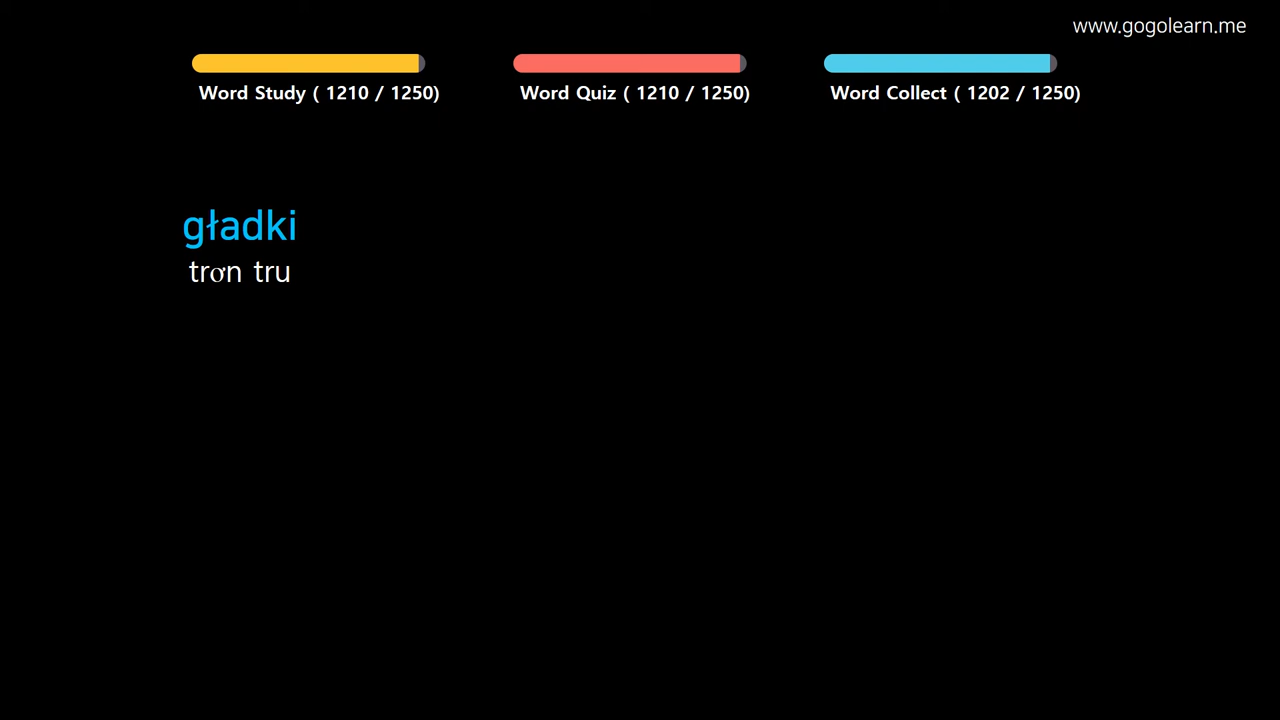 www.gogolearn.me
Word Study ( 1210 / 1250)
Word Quiz ( 1210 / 1250)
Word Collect ( 1202 / 1250)
gładki
trơn tru